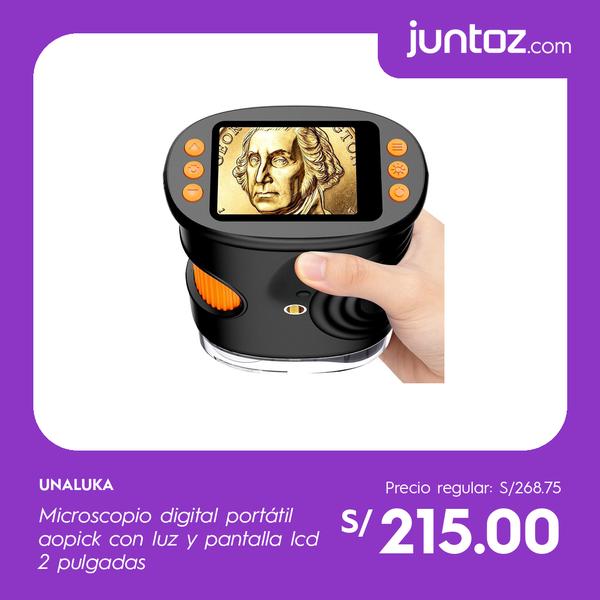 juntoz.com
UNALUKA
Microscopio digital portátil
aopick con luz y pantalla lcd
2 pulgadas
Precio regular: S/268.75
S/215.00